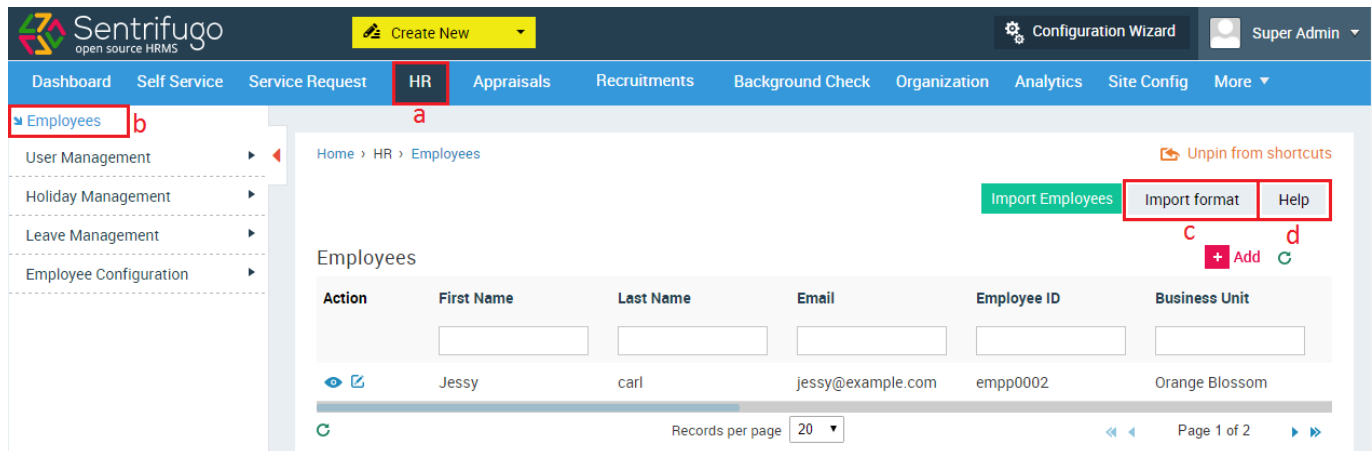 Sentrifugo
open source HRMS
Create New
Configuration Wizard
Super Admin
Dashboard Self Service Service Request HR Appraisals Recruitments Background Check Organization Analytics Site Config More
a
Employees
b
User Management
Holiday Management
Leave Management
Employee Configuration
Home › HR › Employees
Unpin from shortcuts
Import Employees Import format Help
c d
Employees
+ Add
Action First Name Last Name Email Employee ID Business Unit
Jessy carl jessy@example.com empp0002 Orange Blossom
Records per page 20 Page 1 of 2